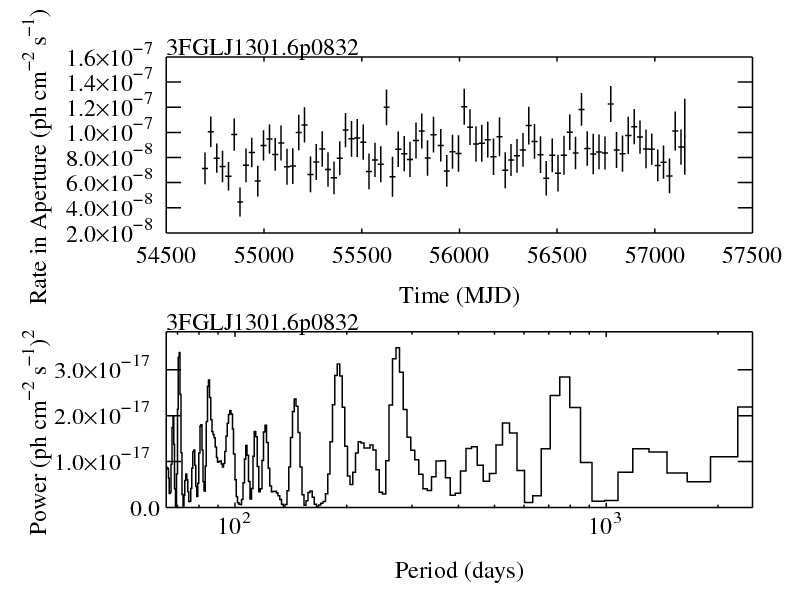 3FGLJ1301.6p0832
Rate in Aperture (ph cm⁻² s⁻¹)
1.6×10⁻⁷
1.4×10⁻⁷
1.2×10⁻⁷
1.0×10⁻⁷
8.0×10⁻⁸
6.0×10⁻⁸
4.0×10⁻⁸
2.0×10⁻⁸
54500 55000 55500 56000 56500 57000 57500
Time (MJD)
3FGLJ1301.6p0832
Power (ph cm⁻² s⁻¹)²
3.0×10⁻¹⁷
2.0×10⁻¹⁷
1.0×10⁻¹⁷
0.0
10² 10³
Period (days)